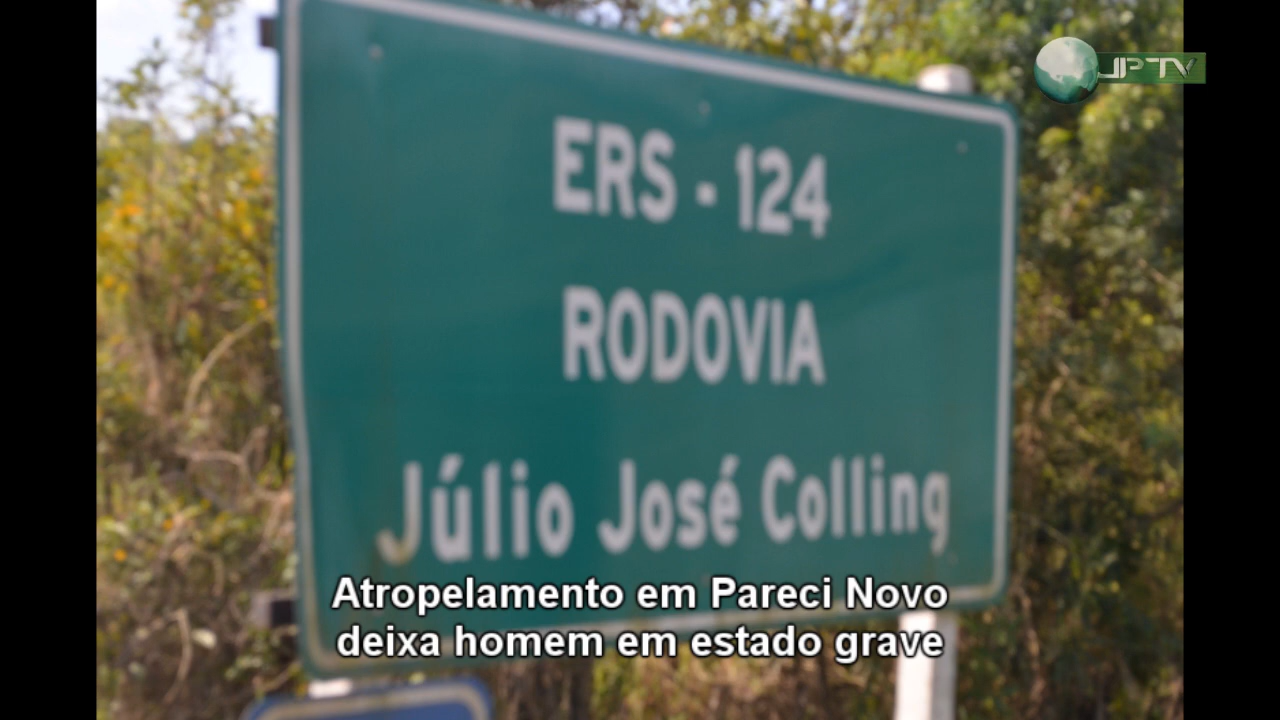 JPTV
ERS - 124
RODOVIA
Júlio José Colling
Atropelamento em Pareci Novo
deixa homem em estado grave